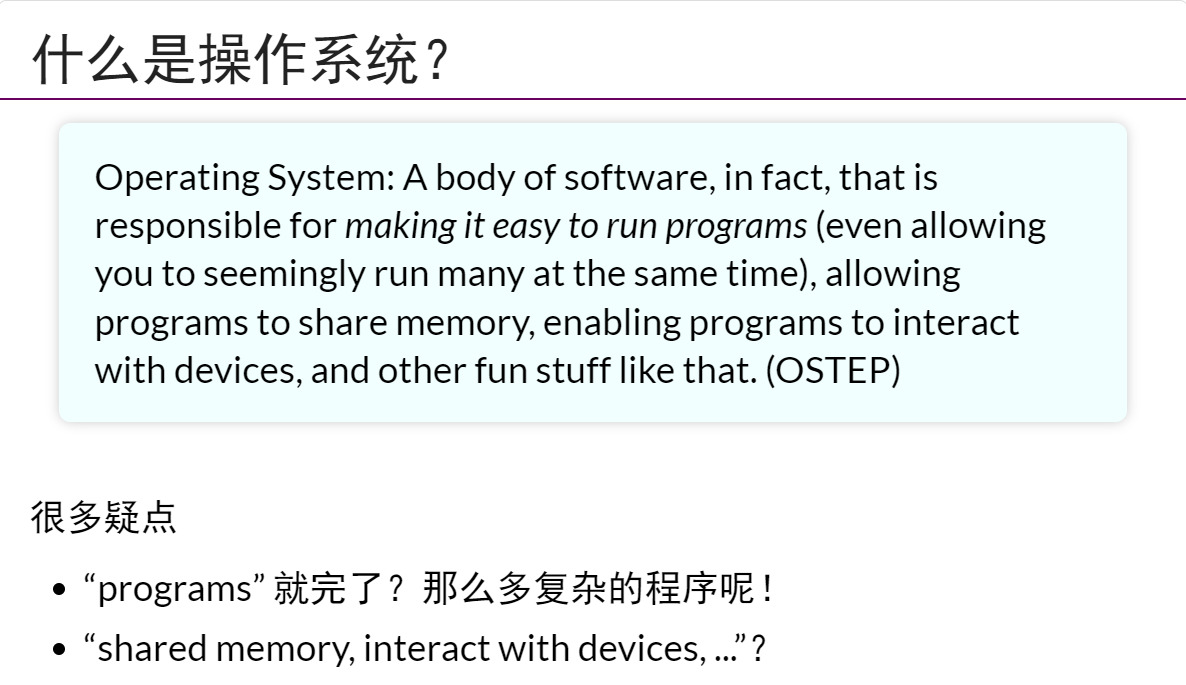 什么是操作系统？
Operating System: A body of software, in fact, that is
responsible for making it easy to run programs (even allowing
you to seemingly run many at the same time), allowing
programs to share memory, enabling programs to interact
with devices, and other fun stuff like that. (OSTEP)
很多疑点
• “programs” 就完了？那么多复杂的程序呢！
• “shared memory, interact with devices, ...”？